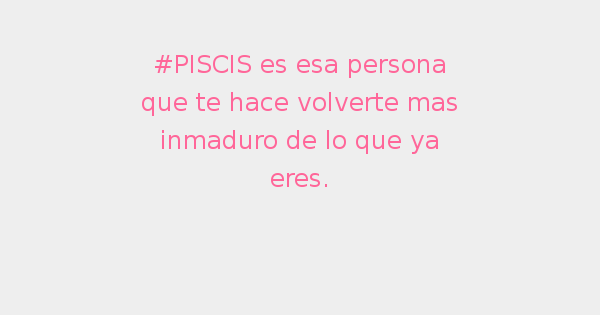 #PISCIS es esa persona
que te hace volverte mas
inmaduro de lo que ya
eres.